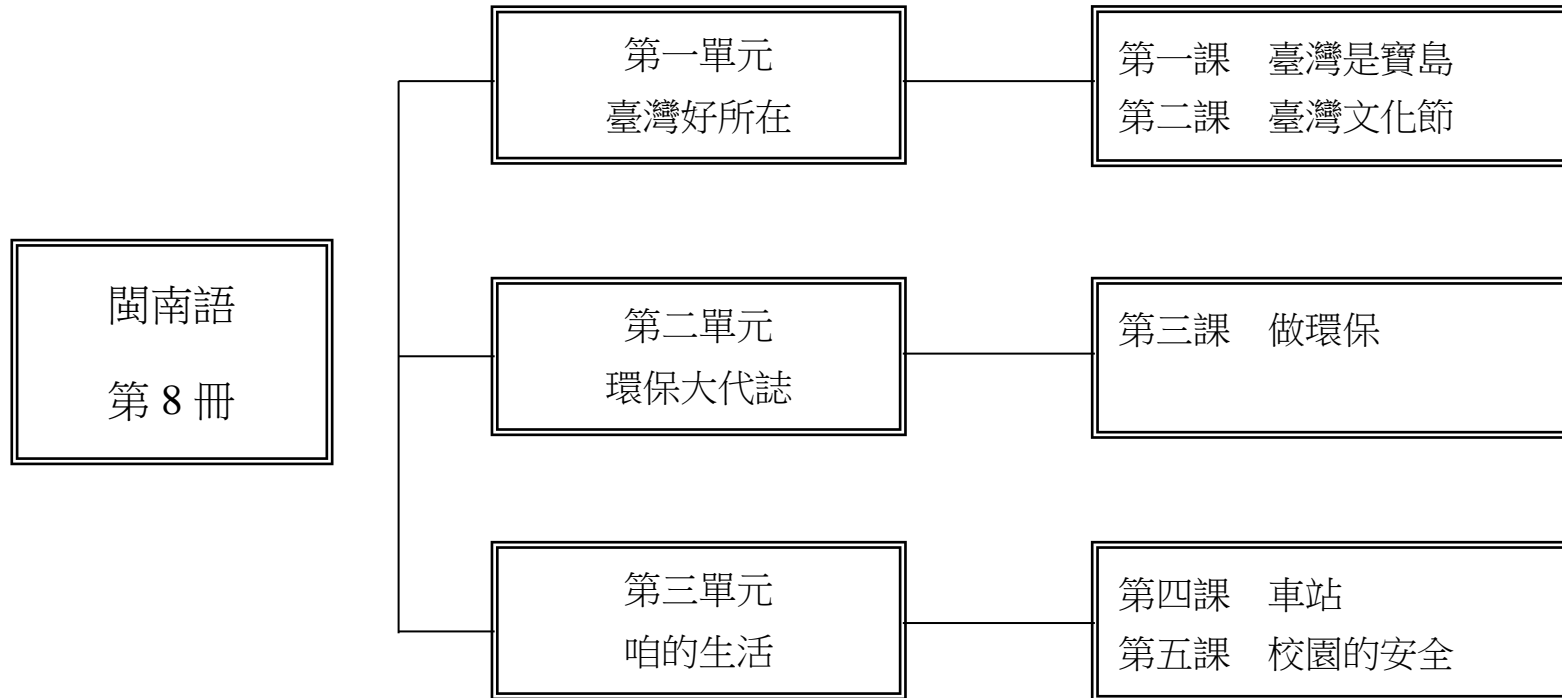 閩南語
第 8 冊
第一單元
臺灣好所在
第一課　臺灣是寶島
第二課　臺灣文化節
第二單元
環保大代誌
第三課　做環保
第三單元
咱的生活
第四課　車站
第五課　校園的安全